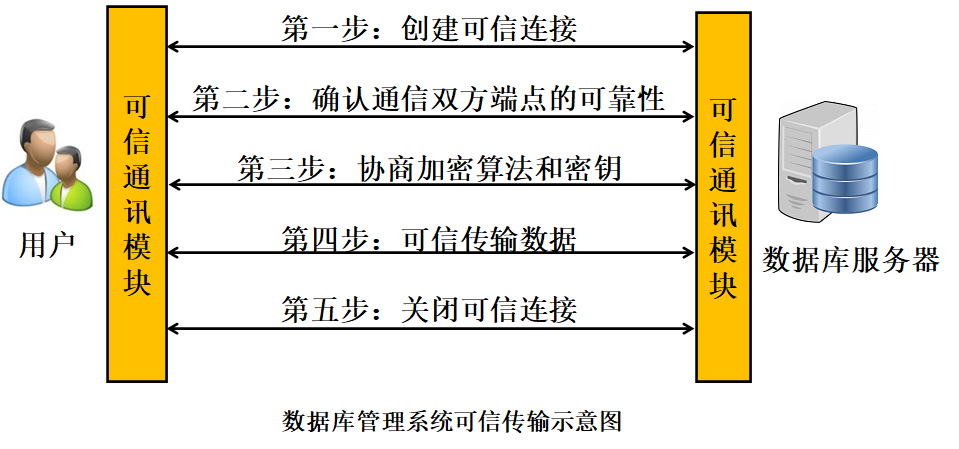 第一步：创建可信连接
第二步：确认通信双方端点的可靠性
第三步：协商加密算法和密钥
第四步：可信传输数据
第五步：关闭可信连接
可信通讯模块
可信通讯模块
用户
数据库服务器
数据库管理系统可信传输示意图